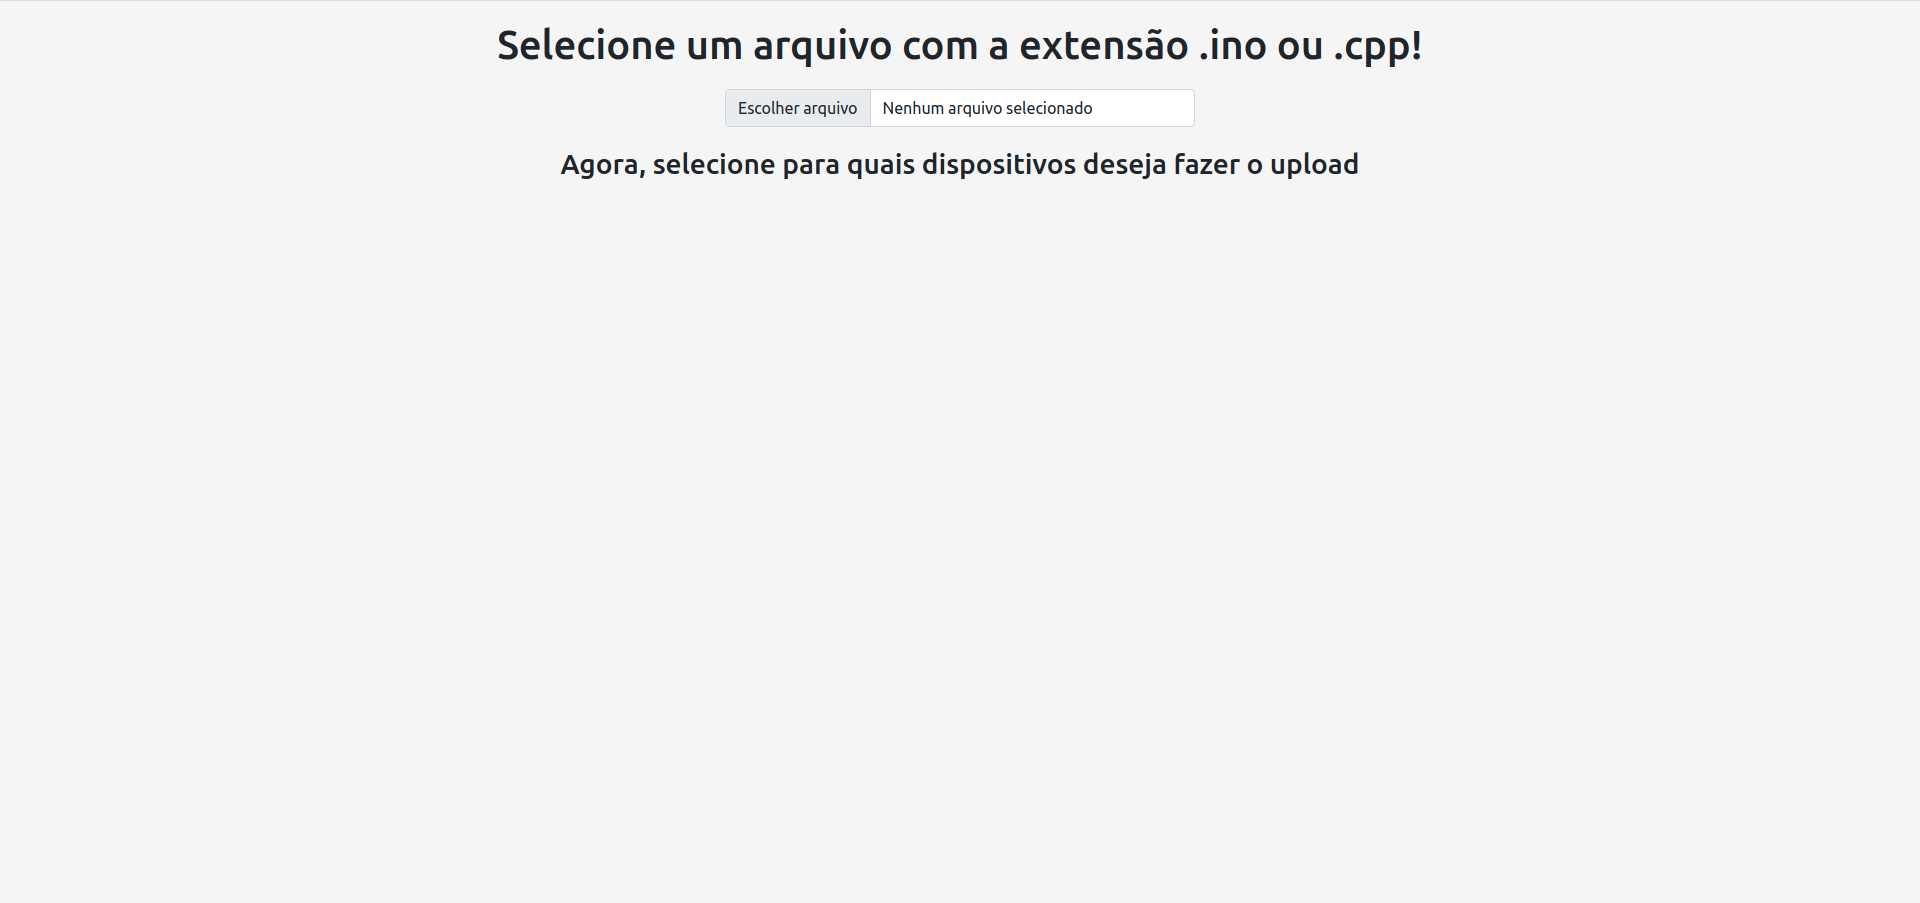 Selecione um arquivo com a extensão .ino ou .cpp!
Escolher arquivo Nenhum arquivo selecionado
Agora, selecione para quais dispositivos deseja fazer o upload